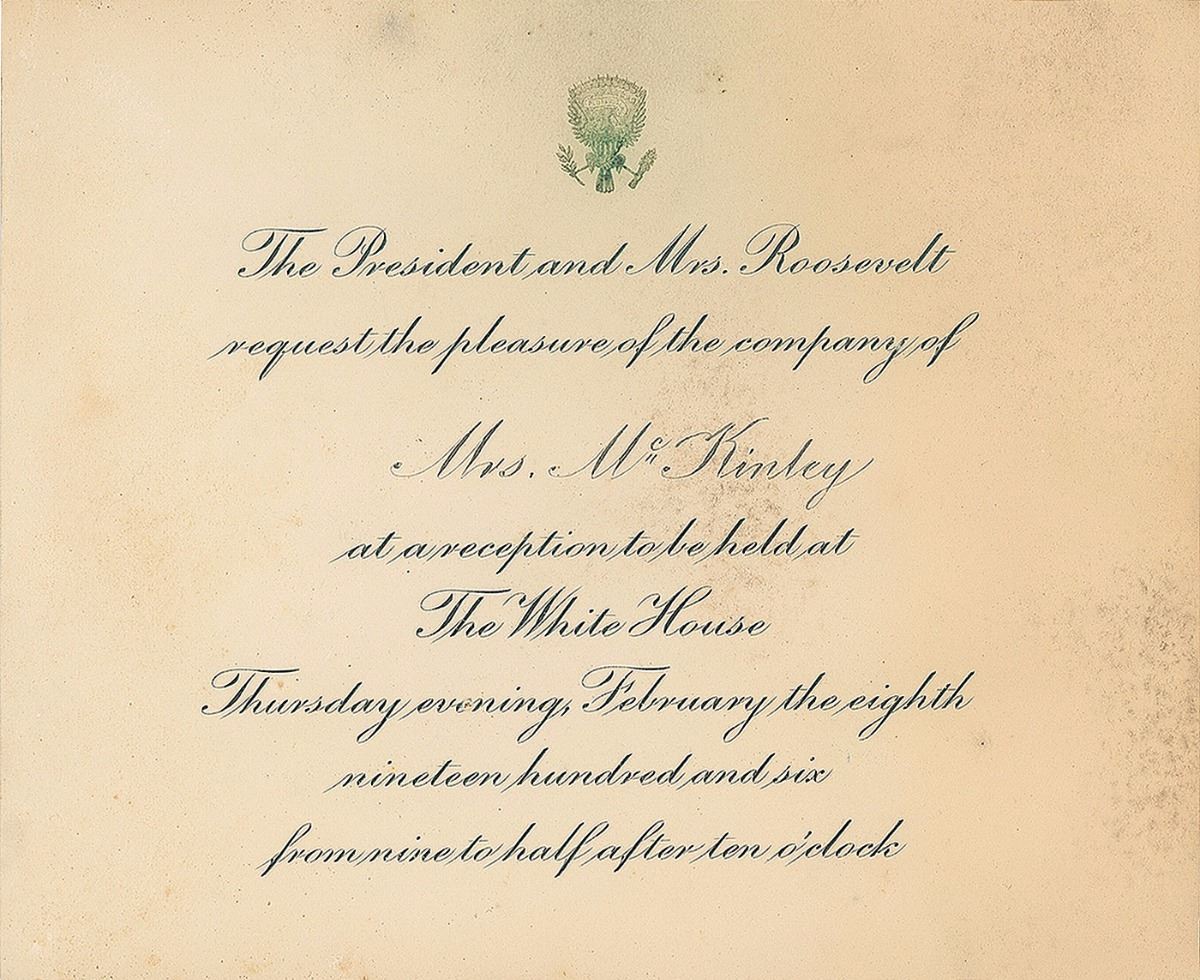 The President and Mrs. Roosevelt
request the pleasure of the company of
Mrs. McKinley
at a reception to be held at
The White House
Thursday evening, February the eighth
nineteen hundred and six
from nine to half after ten o'clock